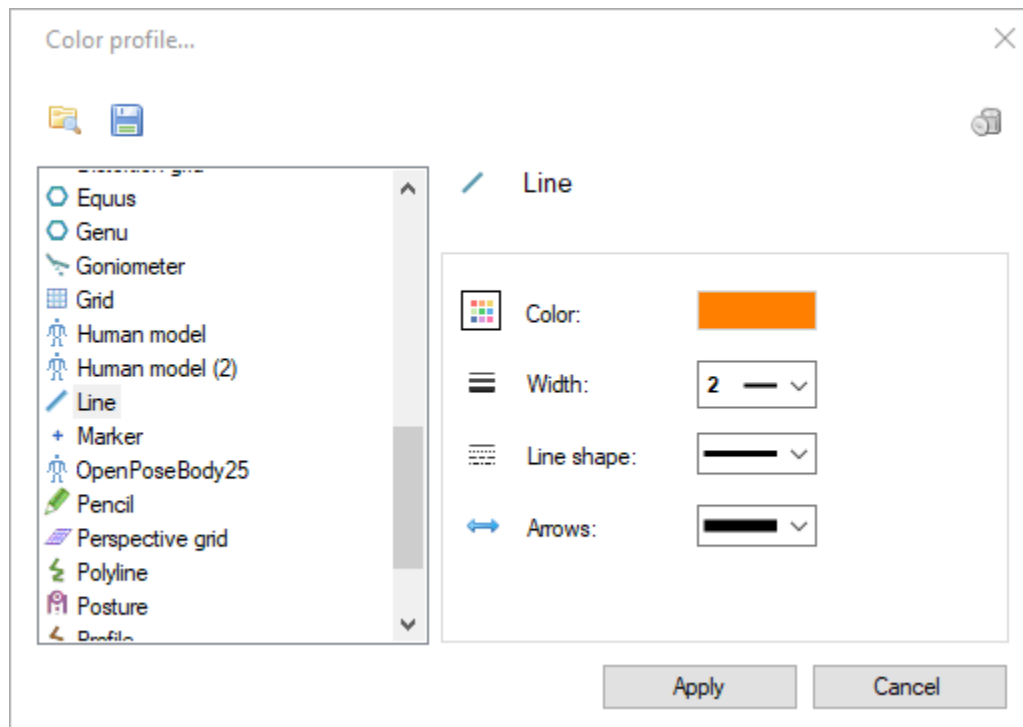 Color profile...
Line
Equus
Genu
Goniometer
Grid
Human model
Human model (2)
Line
Marker
OpenPoseBody25
Pencil
Perspective grid
Polyline
Posture
Color:
Width:
2
Line shape:
Arrows:
Apply
Cancel